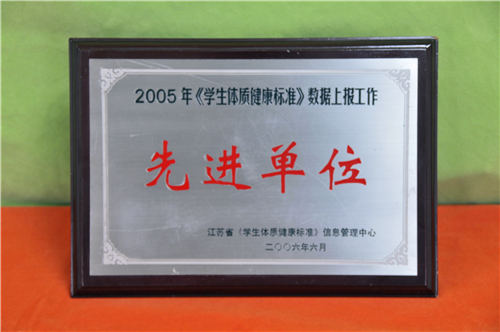 2005年《学生体质健康标准》数据上报工作
先进单位
江苏省《学生体质健康标准》信息管理中心
二〇〇六年六月